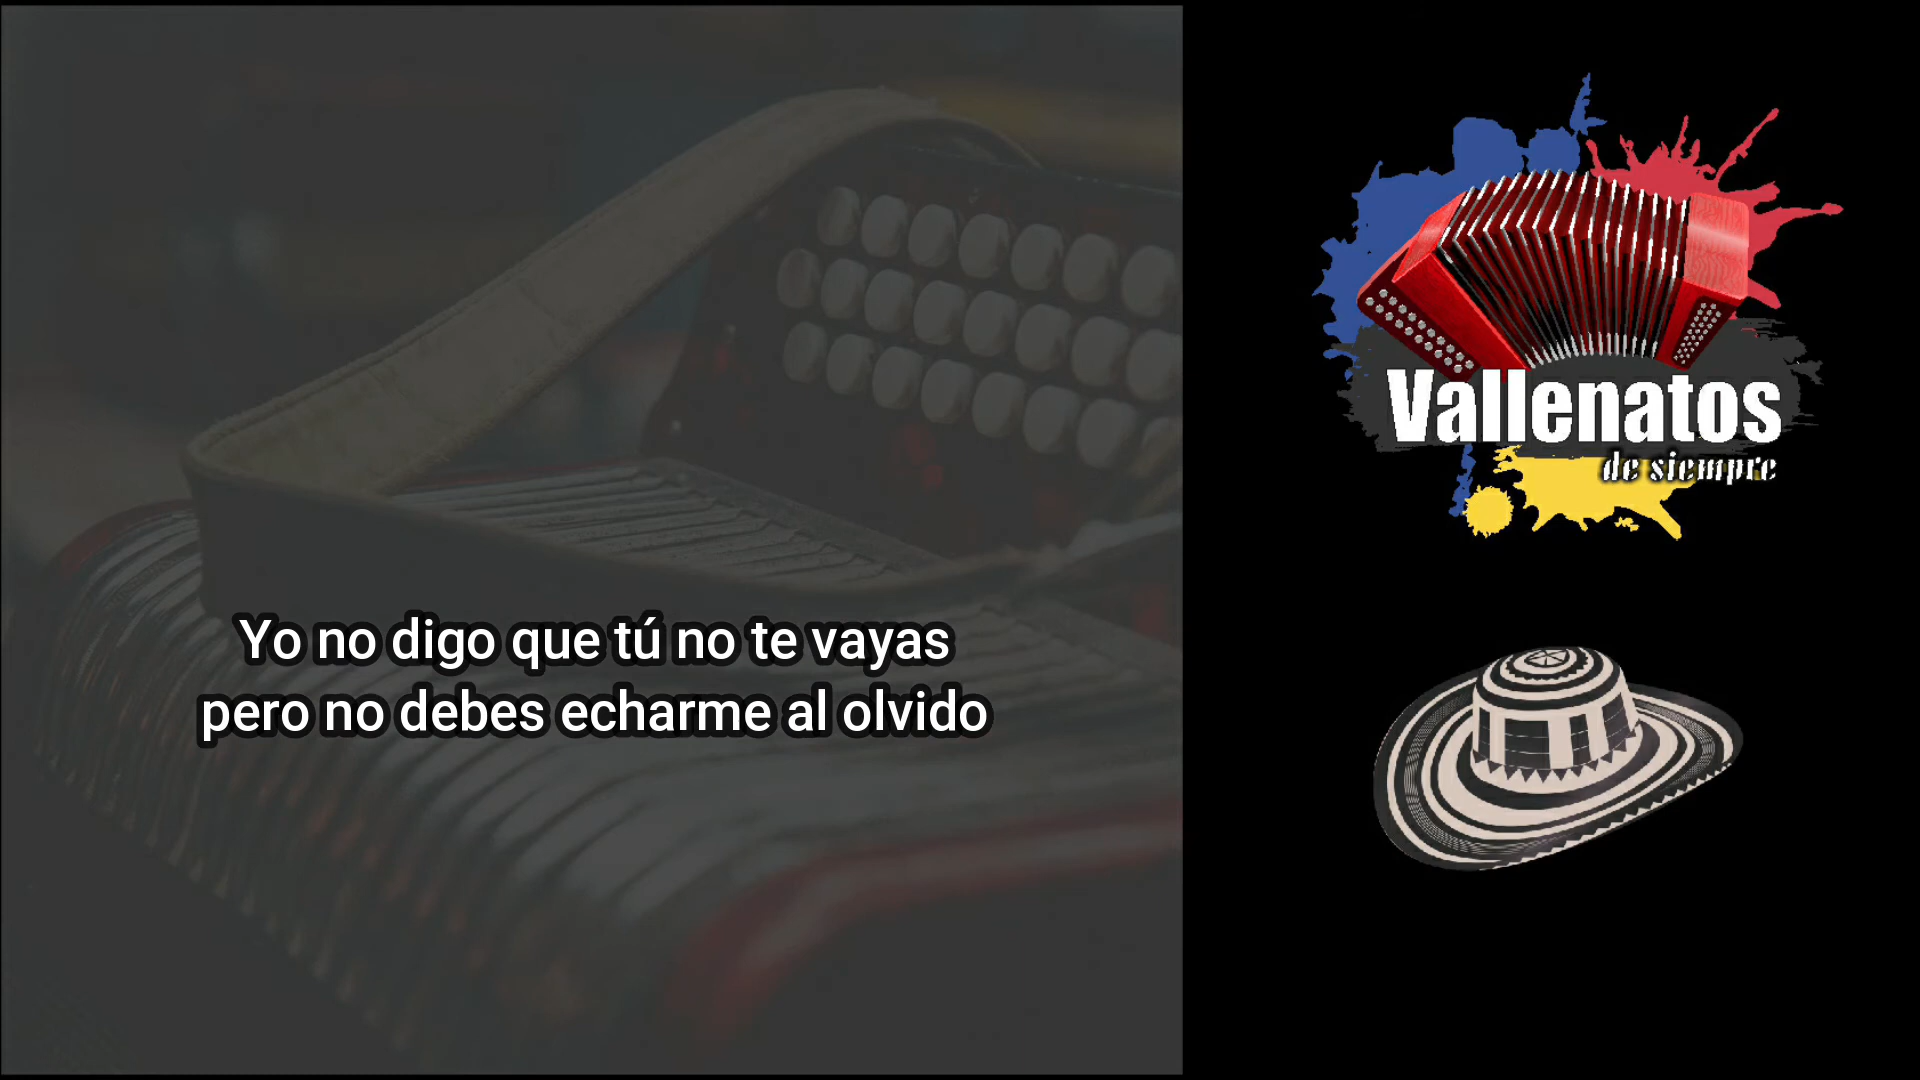 Yo no digo que tú no te vayas
pero no debes echarme al olvido
Vallenatos
de siempre